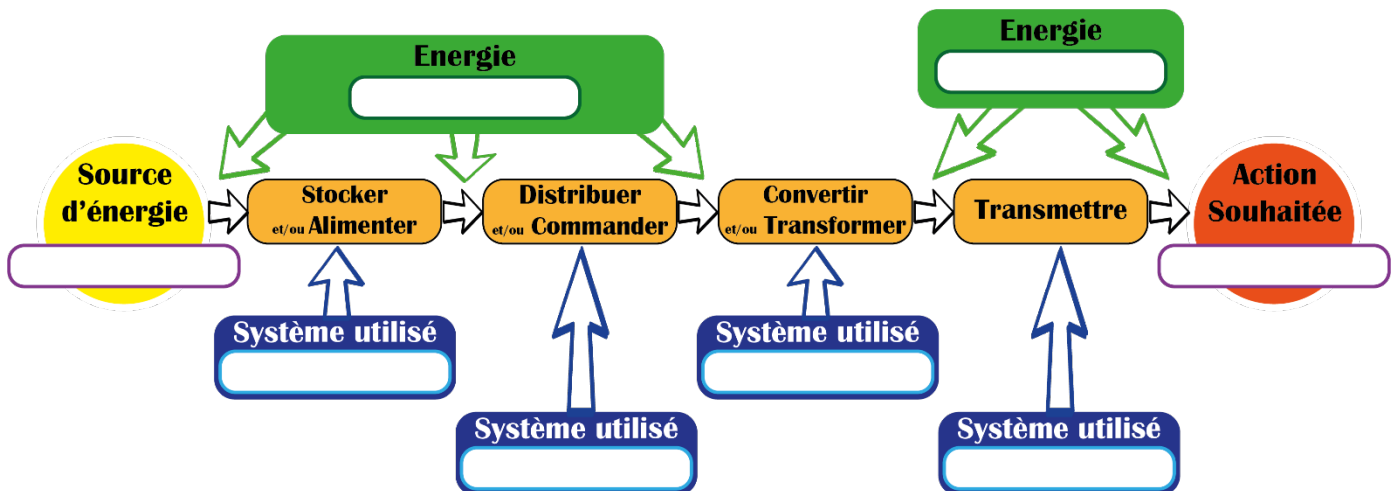 Energie
Energie
Source
d'énergie
Stocker
et/ou Alimenter
Distribuer
et/ou Commander
Convertir
et/ou Transformer
Transmettre
Action
Souhaitée
Système utilisé
Système utilisé
Système utilisé
Système utilisé